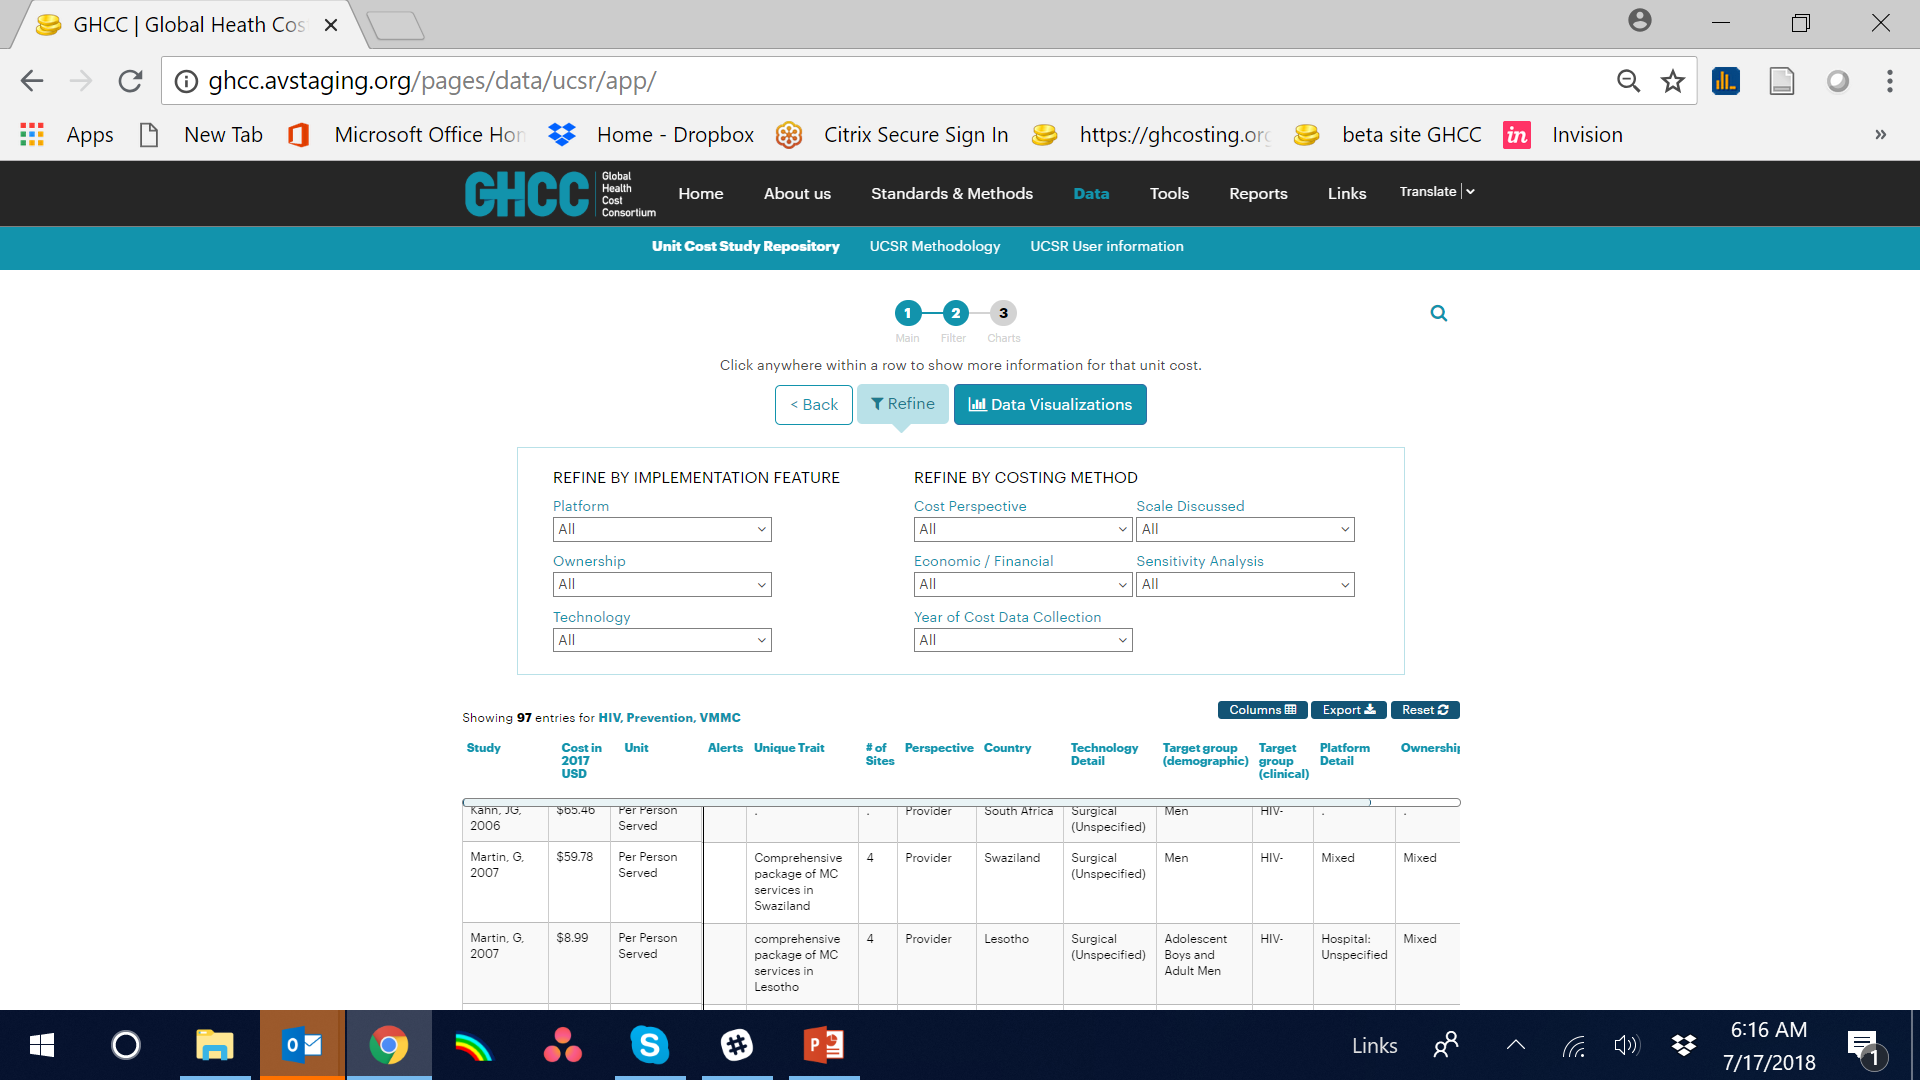 GHCC | Global Heath Cos
ghcc.avstaging.org/pages/data/ucsr/app/
Apps New Tab Microsoft Office Hom Home - Dropbox Citrix Secure Sign In https://ghcosting.org beta site GHCC in Invision »
GHCC Global
Health
Cost
Consortium
Home About us Standards & Methods Data Tools Reports Links Translate
Unit Cost Study Repository UCSR Methodology UCSR User information
1 2 3
Main Filter Charts
Click anywhere within a row to show more information for that unit cost.
< Back Refine Data Visualizations
REFINE BY IMPLEMENTATION FEATURE REFINE BY COSTING METHOD
Platform Cost Perspective Scale Discussed
All All All
Ownership Economic / Financial Sensitivity Analysis
All All All
Technology Year of Cost Data Collection
All All
Columns Export Reset
Showing 97 entries for HIV, Prevention, VMMC
Study Cost in Unit Alerts Unique Trait # of Perspective Country Technology Target group Target Platform Ownership
2017 Sites Detail (demographic) group Detail
USD (clinical)
Kahn, JG, $65.46 Per Person . . Provider South Africa Surgical Men HIV- . .
2006 Served (Unspecified)
Martin, G, $59.78 Per Person Comprehensive 4 Provider Swaziland Surgical Men HIV- Mixed Mixed
2007 Served package of MC (Unspecified)
services in
Swaziland
Martin, G, $8.99 Per Person comprehensive 4 Provider Lesotho Surgical Adolescent HIV- Hospital: Mixed
2007 Served package of MC (Unspecified) Boys and Unspecified
services in Adult Men
Lesotho
Links 6:16 AM
7/17/2018 1